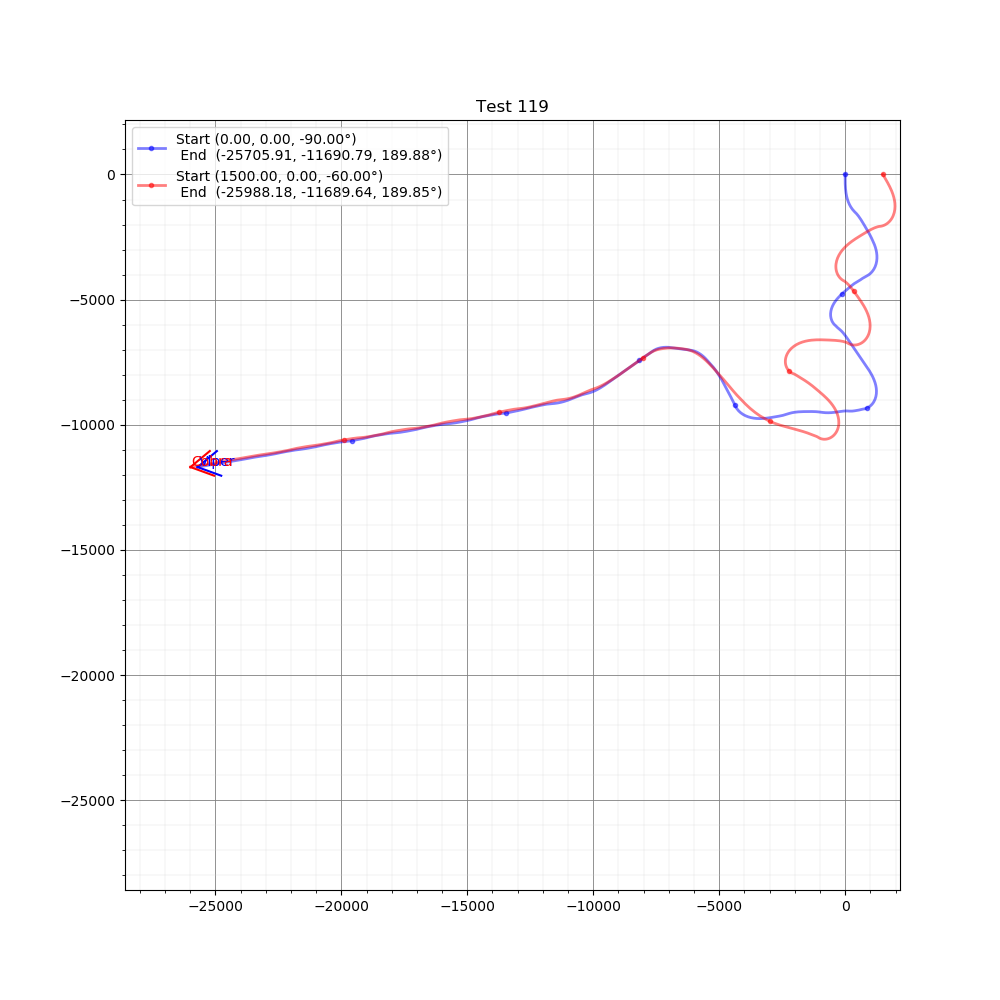 Test 119
Start (0.00, 0.00, -90.00°)
End (-25705.91, -11690.79, 189.88°)
Start (1500.00, 0.00, -60.00°)
End (-25988.18, -11689.64, 189.85°)
0
−5000
−10000
−15000
−20000
−25000
−25000
−20000
−15000
−10000
−5000
0